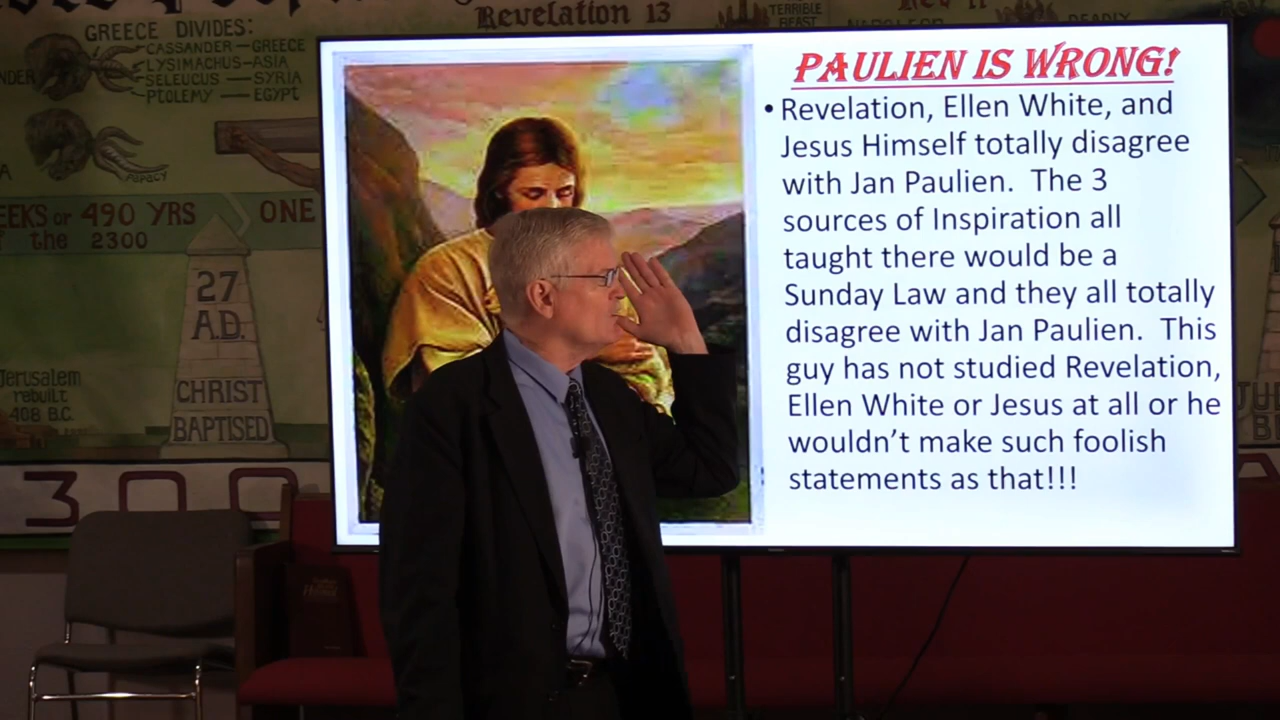 Revelation 13
TERRIBLE
BEAST
DEADLY
GREECE DIVIDES:
CASSANDER—GREECE
LYSIMACHUS-ASIA
SELEUCUS — SYRIA
PTOLEMY — EGYPT
PAPACY
490 YRS
ONE
the 2300
27
A.D.
CHRIST
BAPTISED
Jerusalem
rebuilt
408 B.C.
300
PAULIEN IS WRONG!
• Revelation, Ellen White, and
Jesus Himself totally disagree
with Jan Paulien. The 3
sources of Inspiration all
taught there would be a
Sunday Law and they all totally
disagree with Jan Paulien. This
guy has not studied Revelation,
Ellen White or Jesus at all or he
wouldn't make such foolish
statements as that!!!